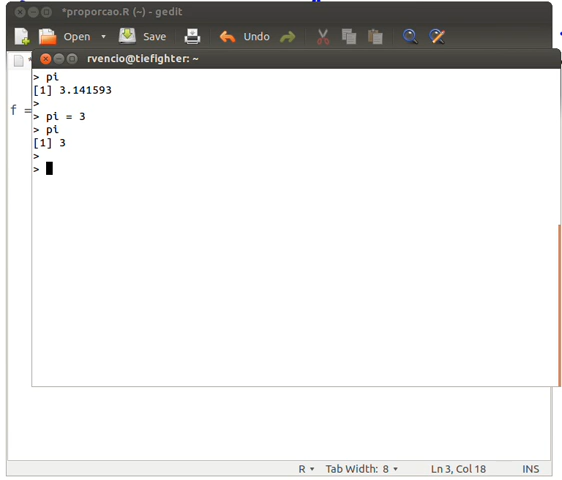 *proporcao.R (~) - gedit
Open Save Undo
rvencio@tiefighter: ~
> pi
[1] 3.141593
>
f =
> pi = 3
> pi
[1] 3
>
>
R Tab Width: 8 Ln 3, Col 18 INS